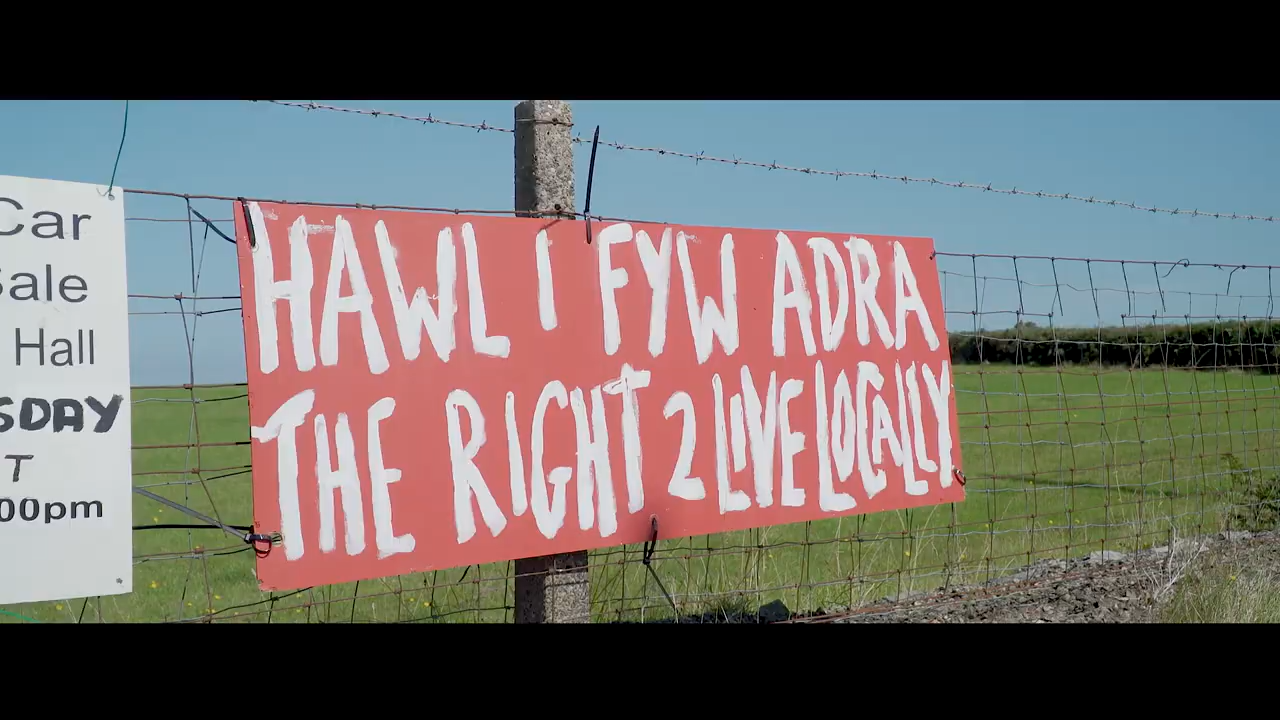 Car
Sale
Hall
SDAY
T
00pm
HAWL I FYW ADRA
THE RIGHT 2 LIVE LOCALLY